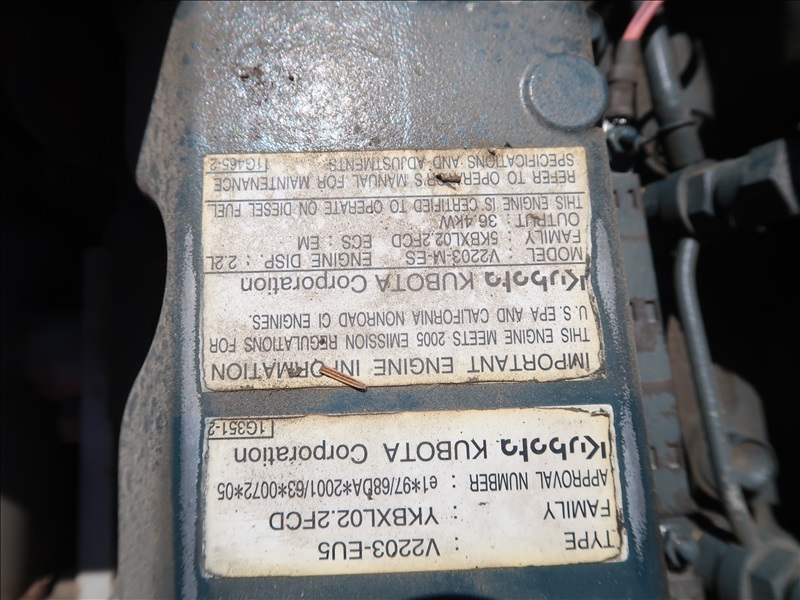 IMPORTANT ENGINE INFORMATION
THIS ENGINE MEETS 2005 EMISSION REGULATIONS FOR
U.S. EPA AND CALIFORNIA NONROAD CI ENGINES.
Kubota KUBOTA Corporation
MODEL : V2203-M-ES ENGINE DISP. : 2.2L
FAMILY : 5KBXL02.2FCD ECS : EM
OUTPUT : 36.4kW
THIS ENGINE IS CERTIFIED TO OPERATE ON DIESEL FUEL
REFER TO OPERATOR'S MANUAL FOR MAINTENANCE
SPECIFICATIONS AND ADJUSTMENTS. 11G465-2
TYPE : V2203-EU5
FAMILY : YKBXL02.2FCD
APPROVAL NUMBER : e1*97/68DA*2001/63*0072*05
Kubota KUBOTA Corporation
1G351-2